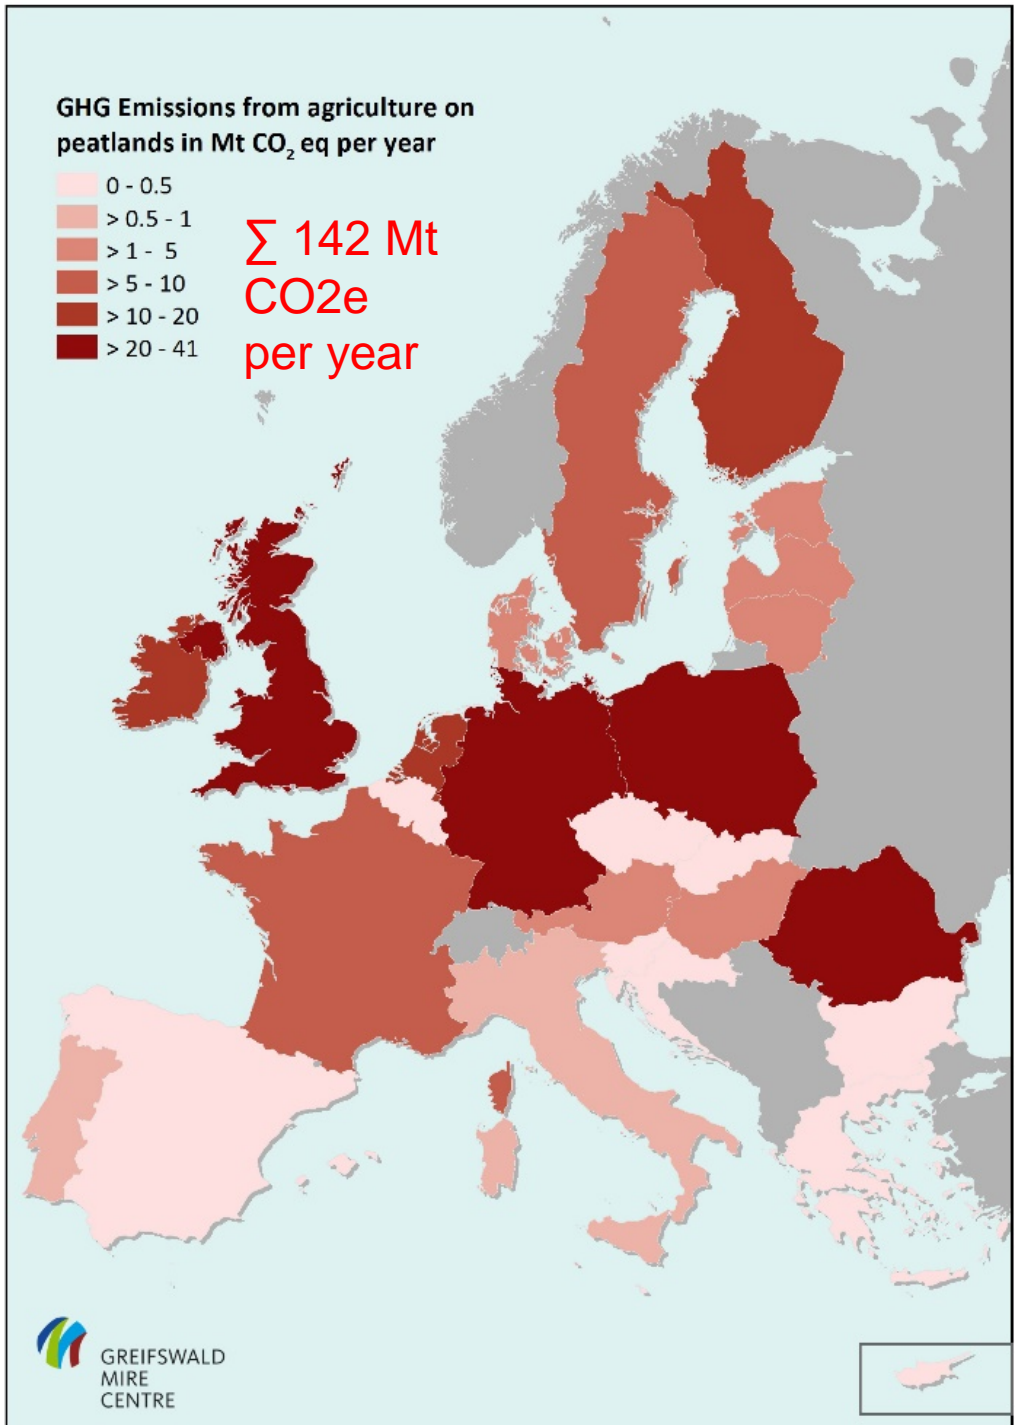 GHG Emissions from agriculture on
peatlands in Mt CO₂ eq per year
0 - 0.5
> 0.5 - 1
> 1 - 5
> 5 - 10
> 10 - 20
> 20 - 41
∑ 142 Mt
CO2e
per year
GREIFSWALD
MIRE
CENTRE